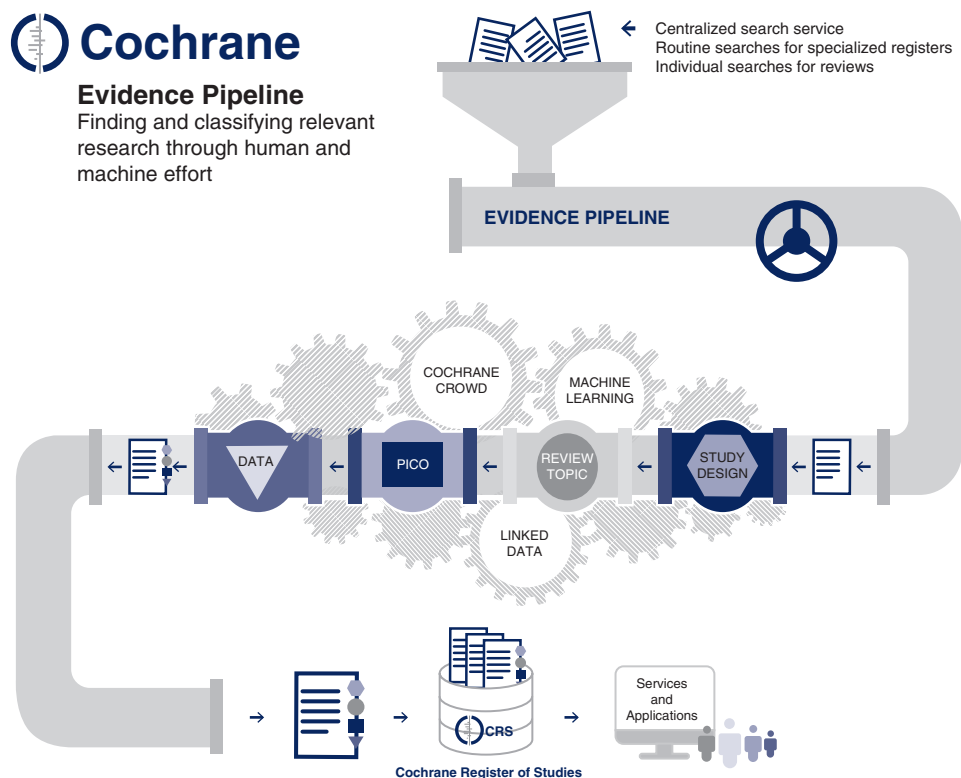 Cochrane
Evidence Pipeline
Finding and classifying relevant
research through human and
machine effort
Centralized search service
Routine searches for specialized registers
Individual searches for reviews
EVIDENCE PIPELINE
COCHRANE
CROWD
MACHINE
LEARNING
DATA
PICO
REVIEW
TOPIC
STUDY
DESIGN
LINKED
DATA
CRS
Cochrane Register of Studies
Services
and
Applications